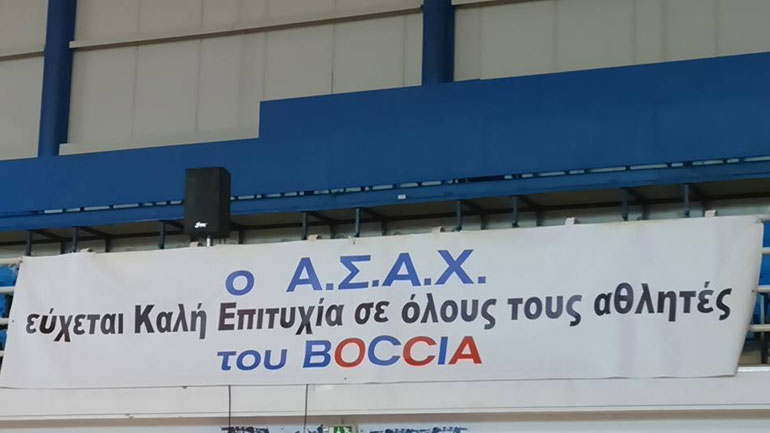 ο Α.Σ.Α.Χ.
εύχεται Καλή Επιτυχία σε όλους τους αθλητές
του BOCCIA